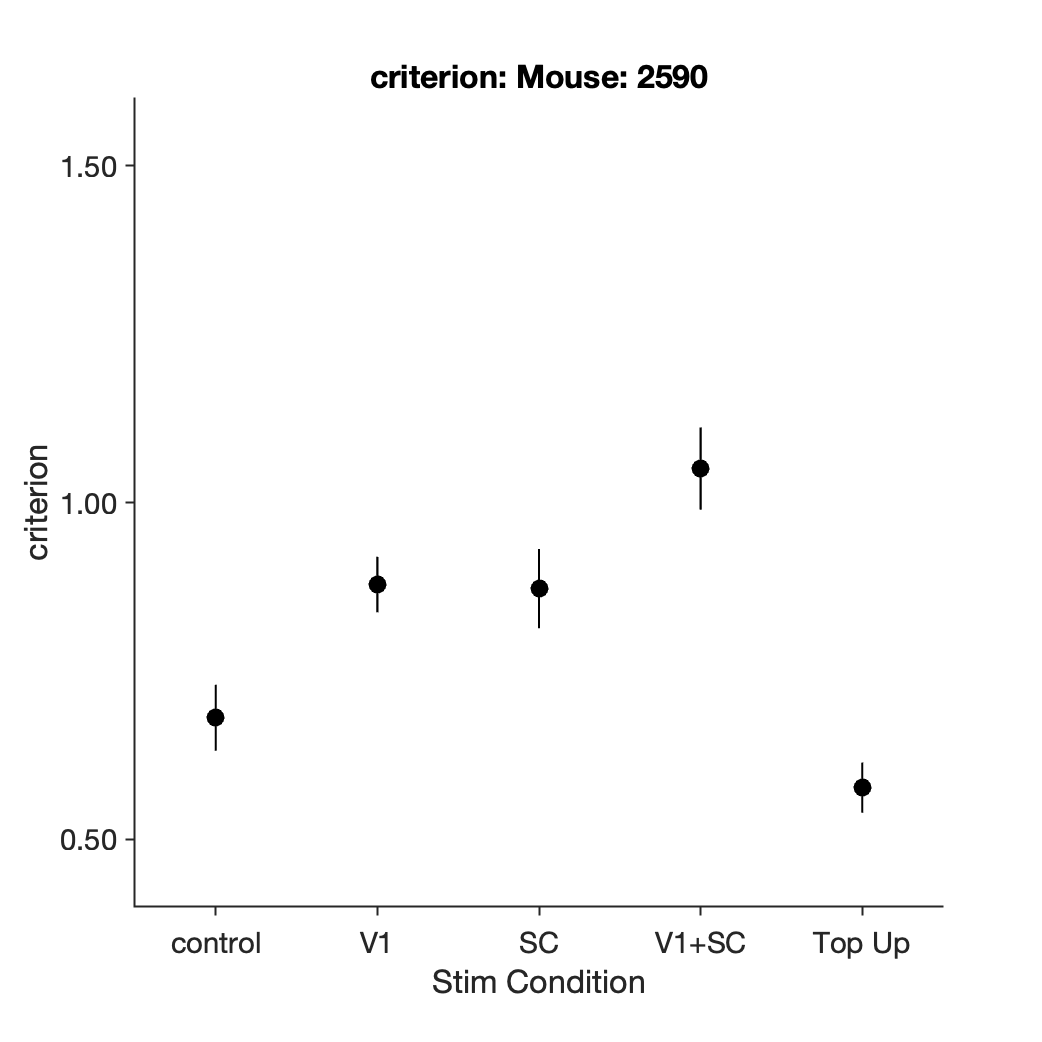 criterion: Mouse: 2590
1.50
1.00
0.50
criterion
control
V1
SC
V1+SC
Top Up
Stim Condition